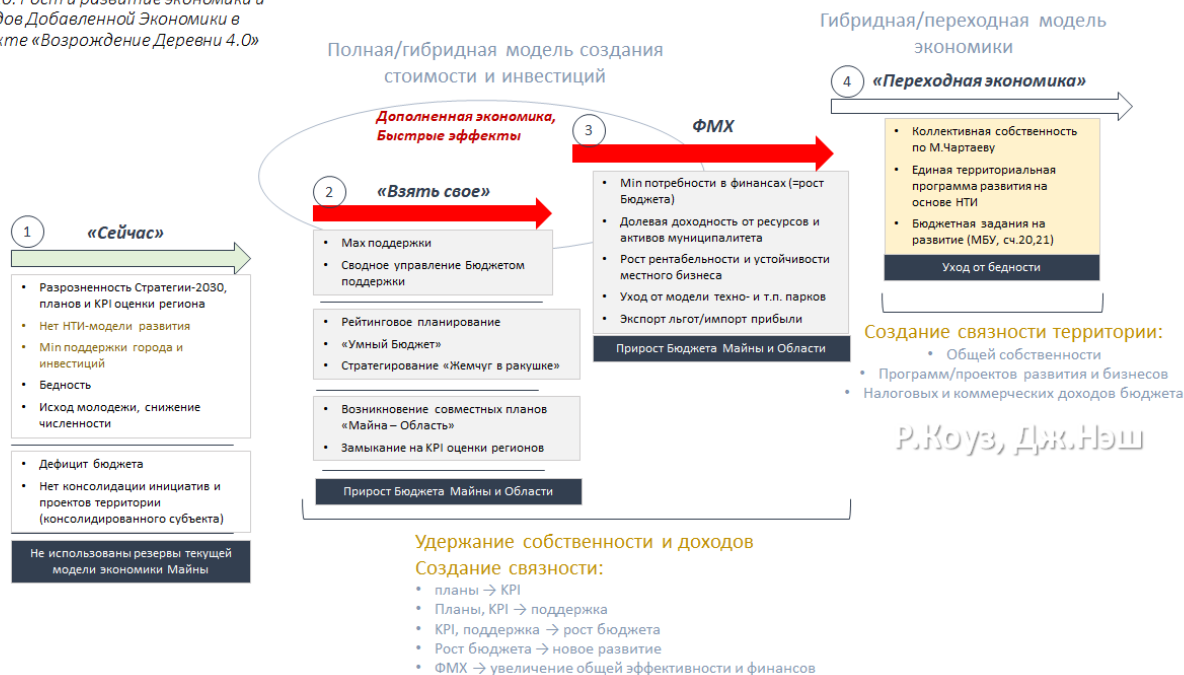 Рост и развитие экономики и
Добавленной Экономики в
«Возрождение Деревни 4.0»
Полная/гибридная модель создания
стоимости и инвестиций
Гибридная/переходная модель
экономики
1
«Сейчас»
• Разрозненность Стратегии-2030,
планов и KPI оценки региона
• Нет НТИ-модели развития
• Min поддержки города и
инвестиций
• Бедность
• Исход молодежи, снижение
численности
• Дефицит бюджета
• Нет консолидации инициатив и
проектов территории
(консолидированного субъекта)
Не использованы резервы текущей
модели экономики Майны
Дополненная экономика,
Быстрые эффекты
2
«Взять свое»
• Max поддержки
• Сводное управление Бюджетом
поддержки
• Рейтинговое планирование
• «Умный Бюджет»
• Стратегирование «Жемчуг в ракушке»
• Возникновение совместных планов
«Майна – Область»
• Замыкание на KPI оценки регионов
Прирост Бюджета Майны и Области
3
ФМХ
• Min потребности в финансах (=рост
Бюджета)
• Долевая доходность от ресурсов и
активов муниципалитета
• Рост рентабельности и устойчивости
местного бизнеса
• Уход от модели техно- и т.п. парков
• Экспорт льгот/импорт прибыли
Прирост Бюджета Майны и Области
4
«Переходная экономика»
• Коллективная собственность
по М.Чартаеву
• Единая территориальная
программа развития на
основе НТИ
• Бюджетная задания на
развитие (МБУ, сч.20,21)
Уход от бедности
Создание связности территории:
• Общей собственности
• Программ/проектов развития и бизнесов
• Налоговых и коммерческих доходов бюджета
Р.Коуз, Дж.Нэш
Удержание собственности и доходов
Создание связности:
• планы → KPI
• Планы, KPI → поддержка
• KPI, поддержка → рост бюджета
• Рост бюджета → новое развитие
• ФМХ → увеличение общей эффективности и финансов